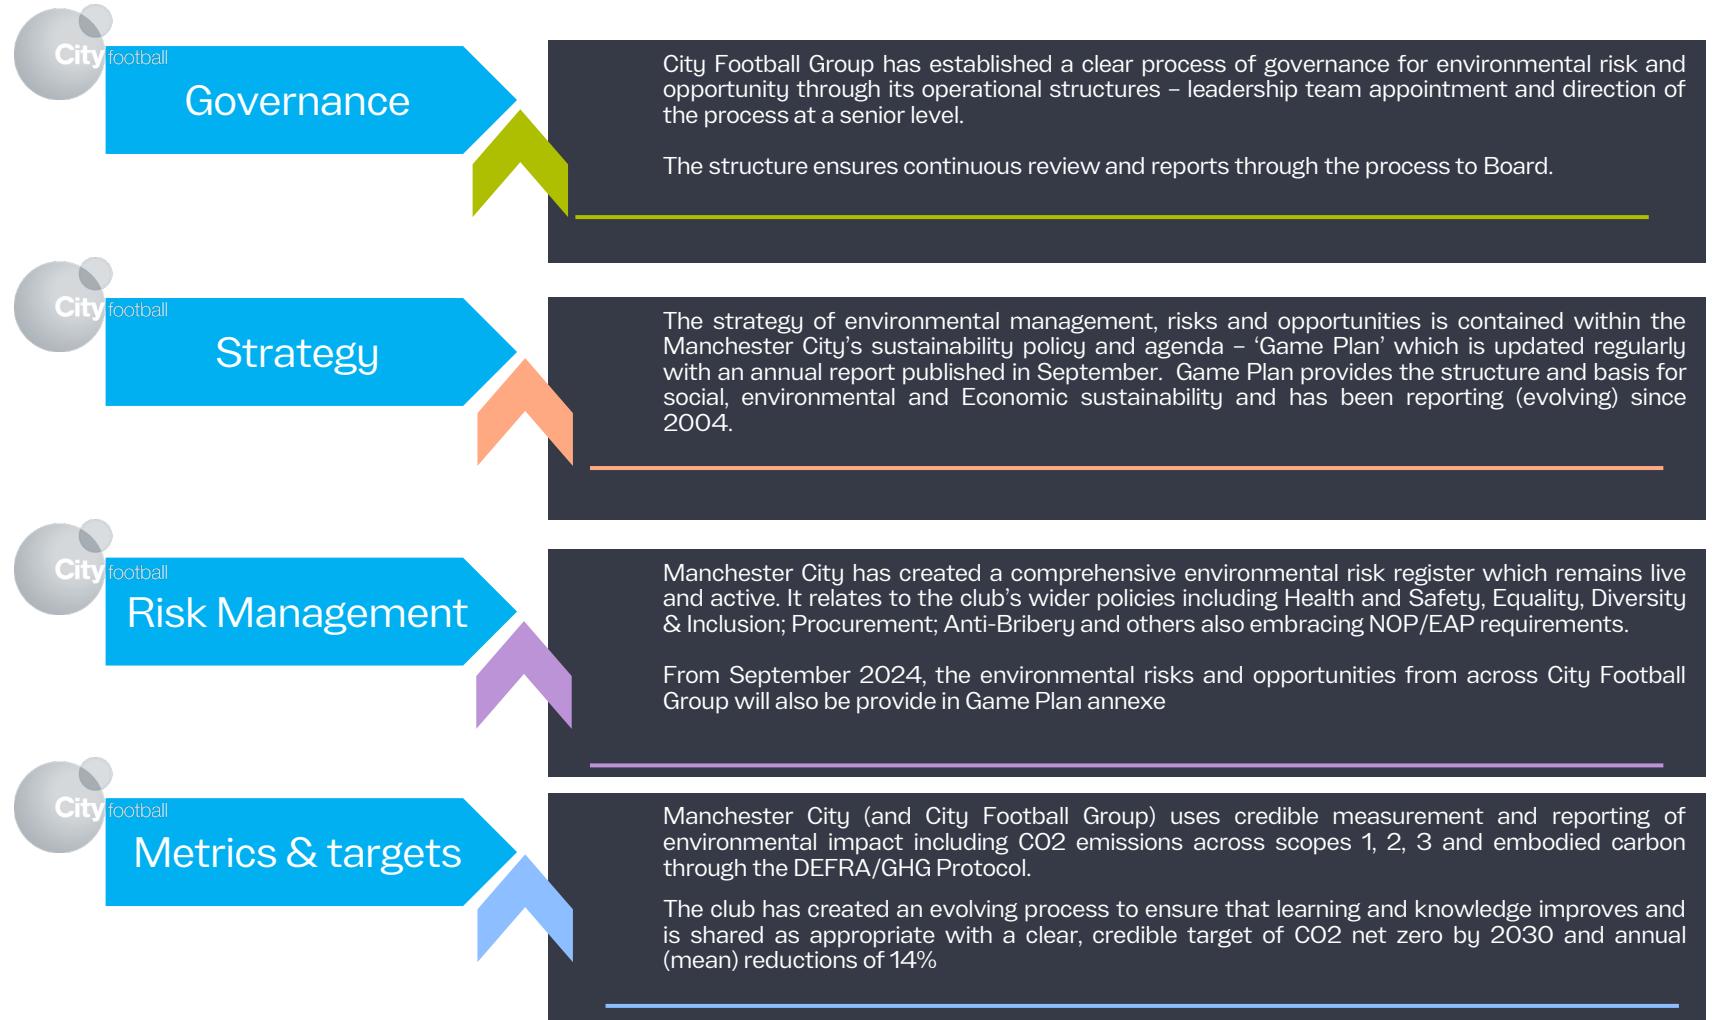 City football
Governance
City Football Group has established a clear process of governance for environmental risk and
opportunity through its operational structures – leadership team appointment and direction of
the process at a senior level.
The structure ensures continuous review and reports through the process to Board.
City football
Strategy
The strategy of environmental management, risks and opportunities is contained within the
Manchester City's sustainability policy and agenda – 'Game Plan' which is updated regularly
with an annual report published in September. Game Plan provides the structure and basis for
social, environmental and Economic sustainability and has been reporting (evolving) since
2004.
City football
Risk Management
Manchester City has created a comprehensive environmental risk register which remains live
and active. It relates to the club's wider policies including Health and Safety, Equality, Diversity
& Inclusion; Procurement; Anti-Bribery and others also embracing NOP/EAP requirements.
From September 2024, the environmental risks and opportunities from across City Football
Group will also be provide in Game Plan annexe
City football
Metrics & targets
Manchester City (and City Football Group) uses credible measurement and reporting of
environmental impact including CO2 emissions across scopes 1, 2, 3 and embodied carbon
through the DEFRA/GHG Protocol.
The club has created an evolving process to ensure that learning and knowledge improves and
is shared as appropriate with a clear, credible target of CO2 net zero by 2030 and annual
(mean) reductions of 14%